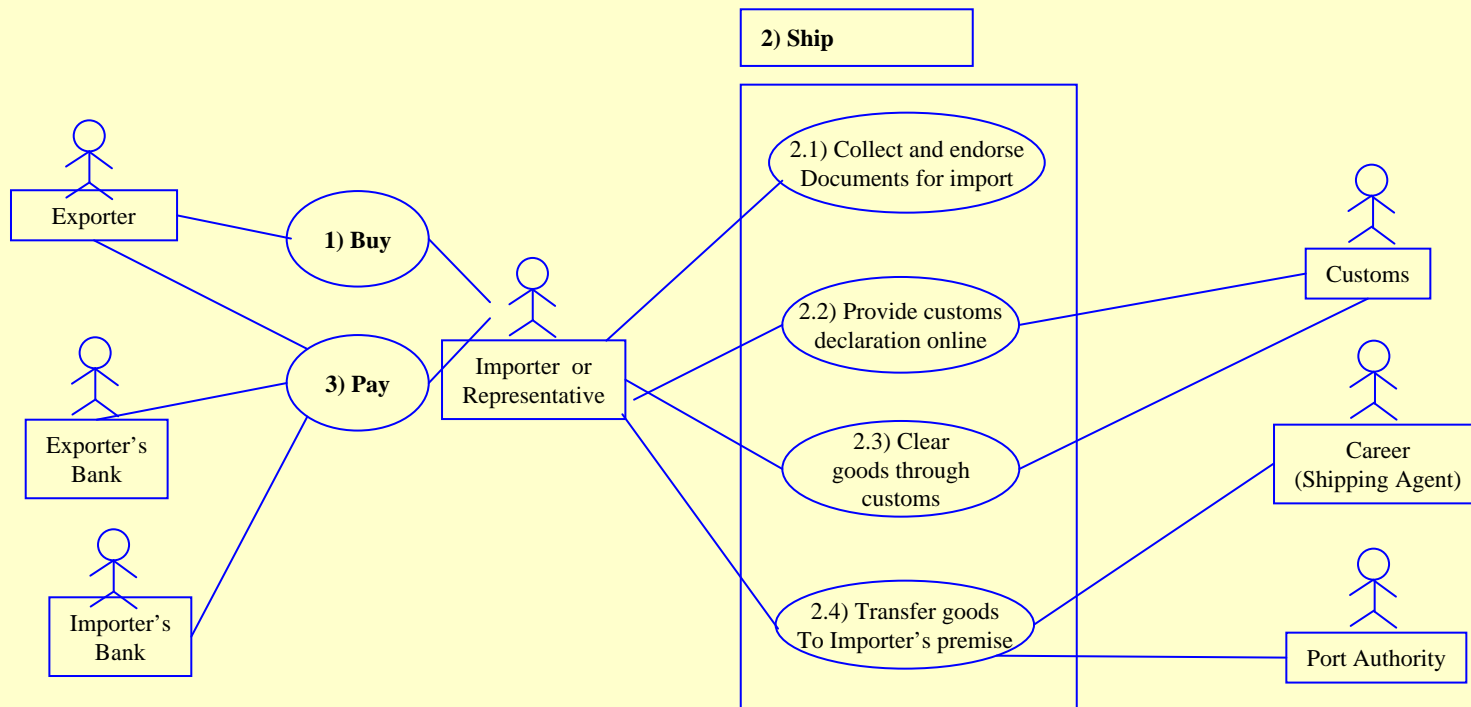 2) Ship
Exporter
1) Buy
3) Pay
Exporter's
Bank
Importer's
Bank
Importer or
Representative
2.1) Collect and endorse
Documents for import
2.2) Provide customs
declaration online
2.3) Clear
goods through
customs
2.4) Transfer goods
To Importer's premise
Customs
Career
(Shipping Agent)
Port Authority